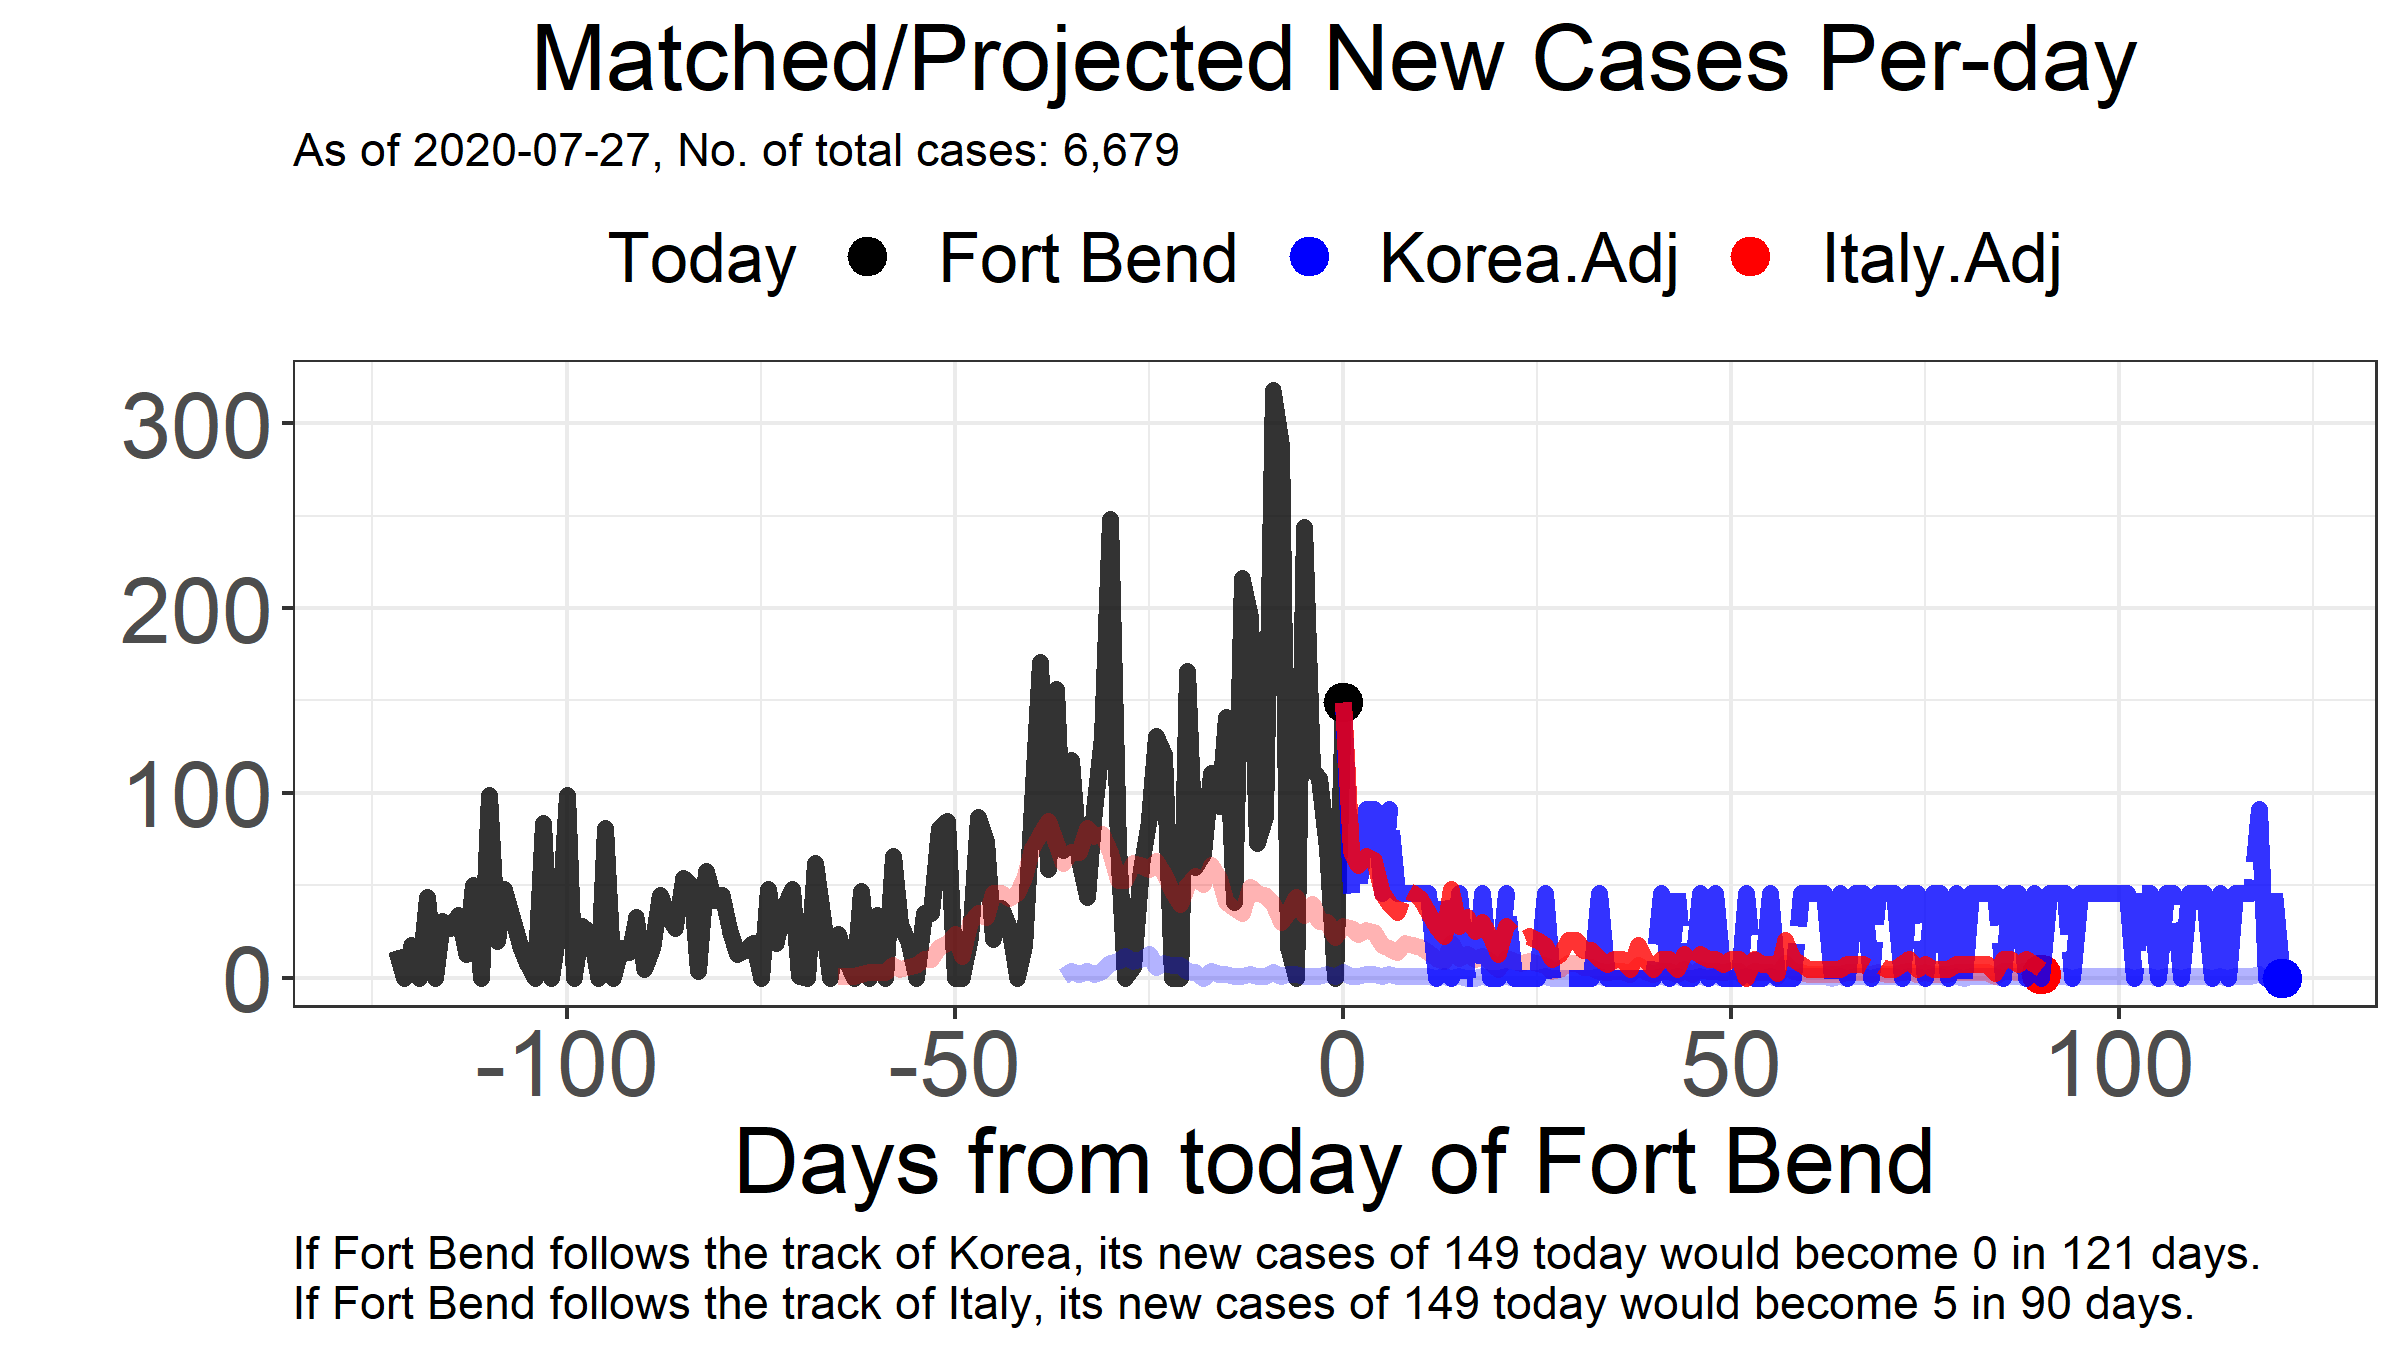 Matched/Projected New Cases Per-day
As of 2020-07-27, No. of total cases: 6,679
Today Fort Bend Korea.Adj Italy.Adj
300
200
100
0
-100 -50 0 50 100
Days from today of Fort Bend
If Fort Bend follows the track of Korea, its new cases of 149 today would become 0 in 121 days.
If Fort Bend follows the track of Italy, its new cases of 149 today would become 5 in 90 days.